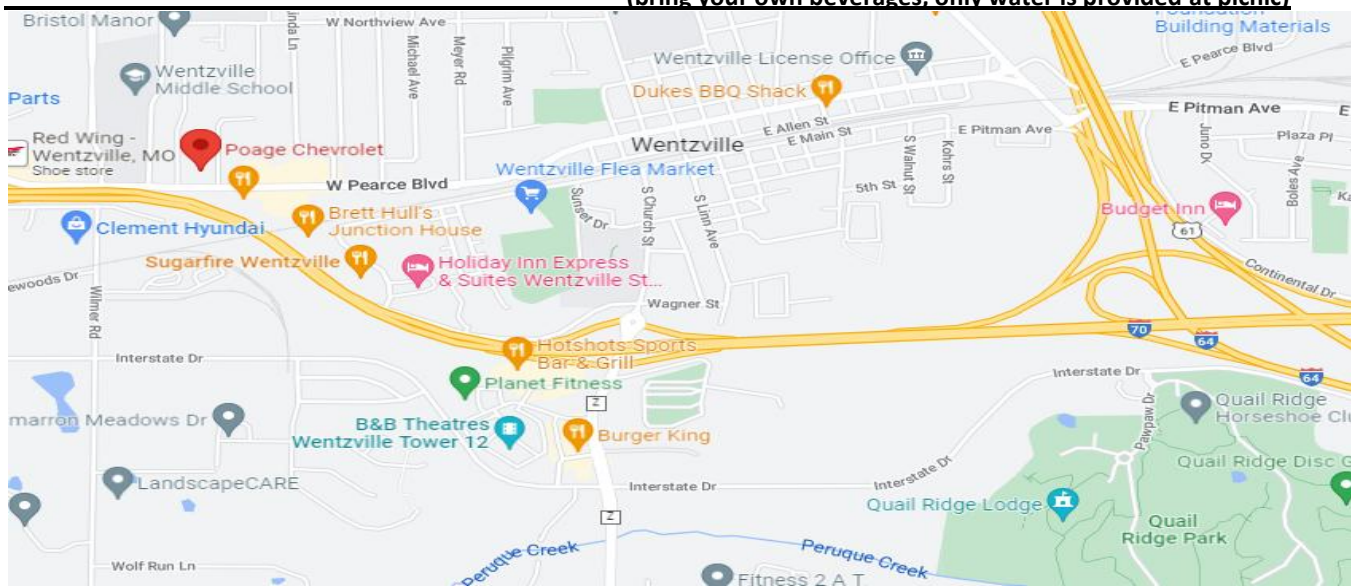 (bring your own beverages, only water is provided at picnic)
Bristol Manor
W Northview Ave
Michael Ave
Meyer Rd
Pilgrim Ave
Wentzville License Office
Building Materials
E Pearce Blvd
Wentzville
Middle School
Parts
Dukes BBQ Shack
E Pitman Ave
Red Wing -
Wentzville, MO
Shoe store
Poage Chevrolet
Wentzville
E Allen St
E Main St
E Pitman Ave
Juno Dr
Plaza Pl
Boles Ave
W Pearce Blvd
Wentzville Flea Market
S Walnut St
Kohrs St
5th St
Sunset Dr
S Church St
S Linn Ave
Clement Hyundai
Brett Hull's
Junction House
Budget Inn
61
Sugarfire Wentzville
Holiday Inn Express
& Suites Wentzville St...
ewoods Dr
Wilmer Rd
Continental Dr
Wagner St
70
64
Interstate Dr
Hotshots Sports
Bar & Grill
Planet Fitness
Interstate Dr
64
Z
Pawpaw Dr
Quail Ridge
Horseshoe Clu
marron Meadows Dr
B&B Theatres
Wentzville Tower 12
Burger King
Quail Ridge Disc G
LandscapeCARE
Interstate Dr
Interstate Dr
Quail Ridge Lodge
Z
Quail
Ridge Park
Peruque Creek
Peruque Creek
Wolf Run Ln
Fitness 2 A T